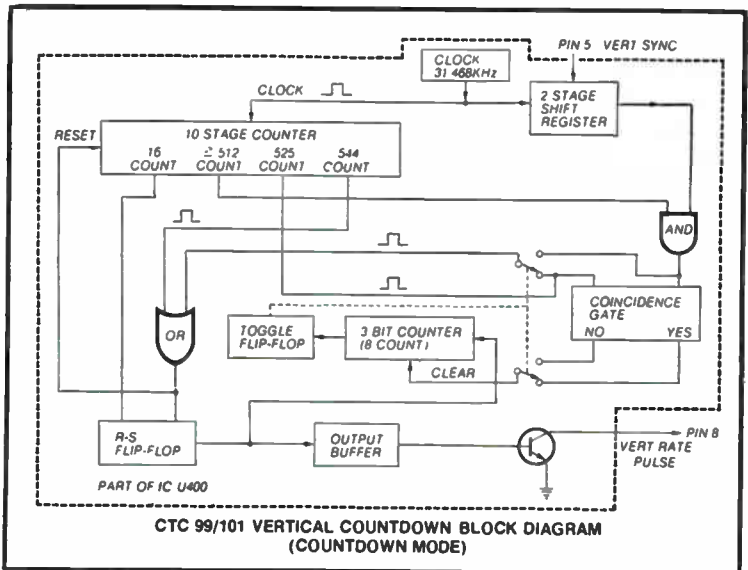 PIN 5 VERT SYNC
CLOCK
31 468KHz
CLOCK
2 STAGE
SHIFT
REGISTER
RESET
10 STAGE COUNTER
16
COUNT
≥ 512
COUNT
525
COUNT
544
COUNT
AND
COINCIDENCE
GATE
NO YES
OR
TOGGLE
FLIP-FLOP
3 BIT COUNTER
(8 COUNT)
CLEAR
R-S
FLIP-FLOP
OUTPUT
BUFFER
PIN 8
VERT RATE
PULSE
PART OF IC U400
CTC 99/101 VERTICAL COUNTDOWN BLOCK DIAGRAM
(COUNTDOWN MODE)